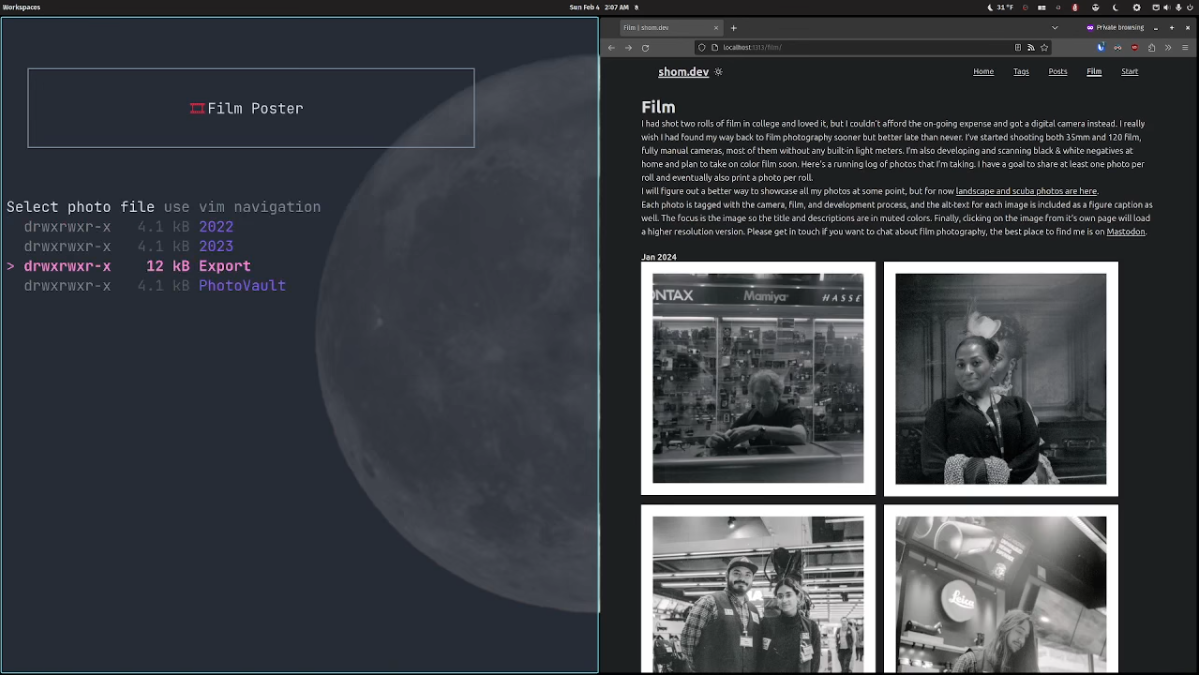 Workspaces
Sun Feb 4 2:07 AM
31 °F
Film Poster
Select photo file use vim navigation
drwxrwxr-x 4.1 kB 2022
drwxrwxr-x 4.1 kB 2023
> drwxrwxr-x 12 kB Export
drwxrwxr-x 4.1 kB PhotoVault
Film | shom.dev
Private browsing
localhost:1313/film/
shom.dev
Home Tags Posts Film Start
Film
I had shot two rolls of film in college and loved it, but I couldn't afford the on-going expense and got a digital camera instead. I really
wish I had found my way back to film photography sooner but better late than never. I've started shooting both 35mm and 120 film,
fully manual cameras, most of them without any built-in light meters. I'm also developing and scanning black & white negatives at
home and plan to take on color film soon. Here's a running log of photos that I'm taking. I have a goal to share at least one photo per
roll and eventually also print a photo per roll.
I will figure out a better way to showcase all my photos at some point, but for now landscape and scuba photos are here.
Each photo is tagged with the camera, film, and development process, and the alt-text for each image is included as a figure caption as
well. The focus is the image so the title and descriptions are in muted colors. Finally, clicking on the image from it's own page will load
a higher resolution version. Please get in touch if you want to chat about film photography, the best place to find me is on Mastodon.
Jan 2024
NTAX Mamiya HASSE
Leica